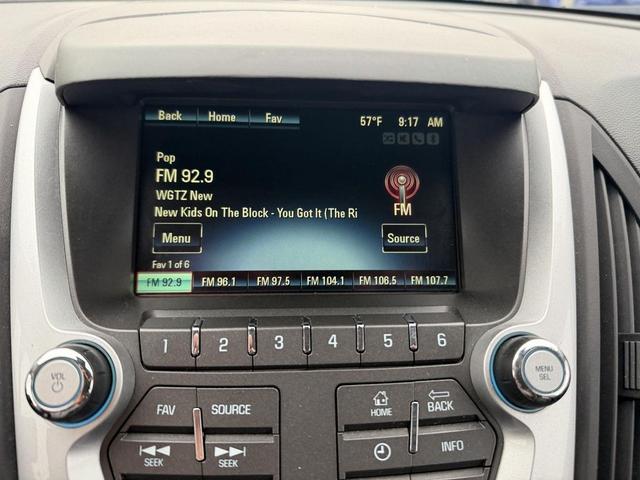 Back Home Fav 57°F 9:17 AM
Pop
FM 92.9
WGTZ New
New Kids On The Block - You Got It (The Ri
FM
Menu Source
Fav 1 of 6
FM 92.9 FM 96.1 FM 97.5 FM 104.1 FM 106.5 FM 107.7
1 2 3 4 5 6
VOL
MENU
SEL
FAV SOURCE HOME BACK
SEEK SEEK INFO